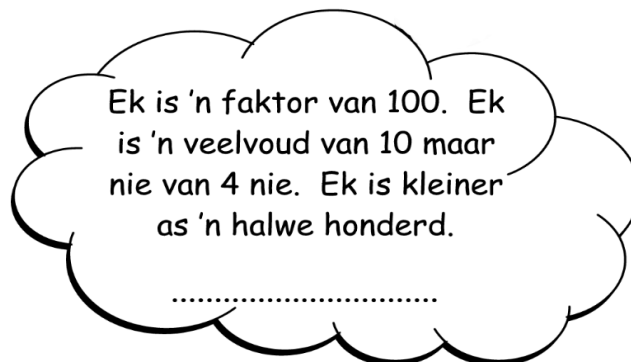 Ek is 'n faktor van 100.  Ek
is 'n veelvoud van 10 maar
nie van 4 nie.  Ek is kleiner
as 'n halwe honderd.
...............................